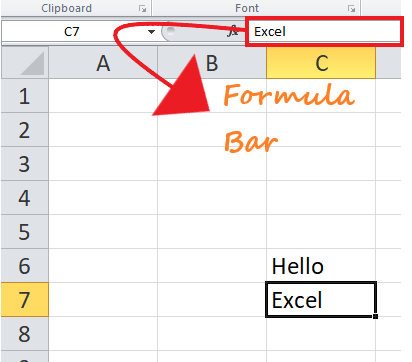 Clipboard Font
C7 fx Excel
A B C
1 Formula
2 Bar
3
4
5
6 Hello
7 Excel
8